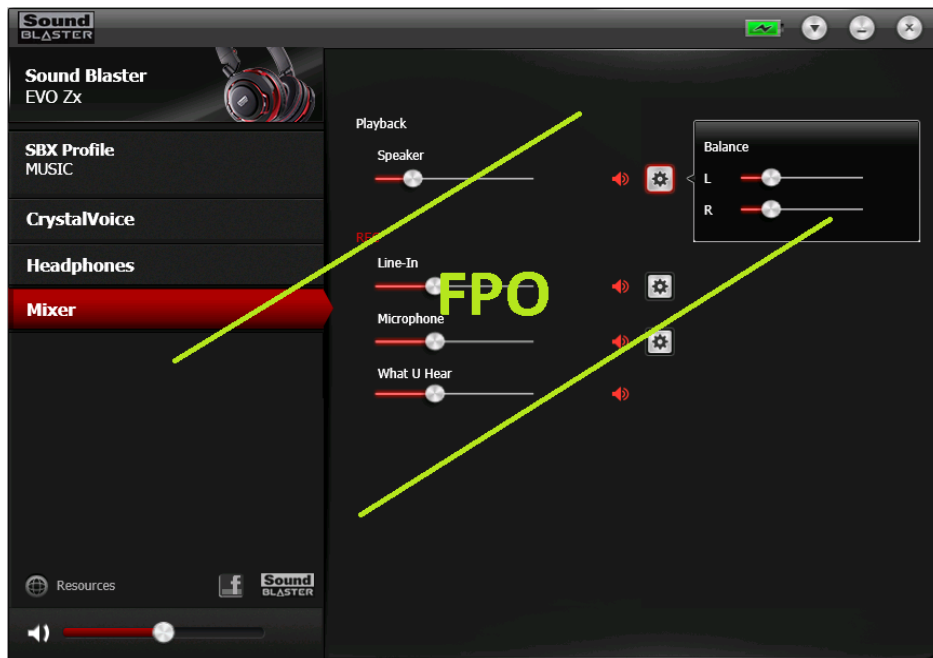 Sound
BLASTER
Sound Blaster
EVO Zx
SBX Profile
MUSIC
CrystalVoice
Headphones
Mixer
Resources
f
Sound
BLASTER
Playback
Speaker
Balance
L
R
Line-In
FPO
Microphone
What U Hear